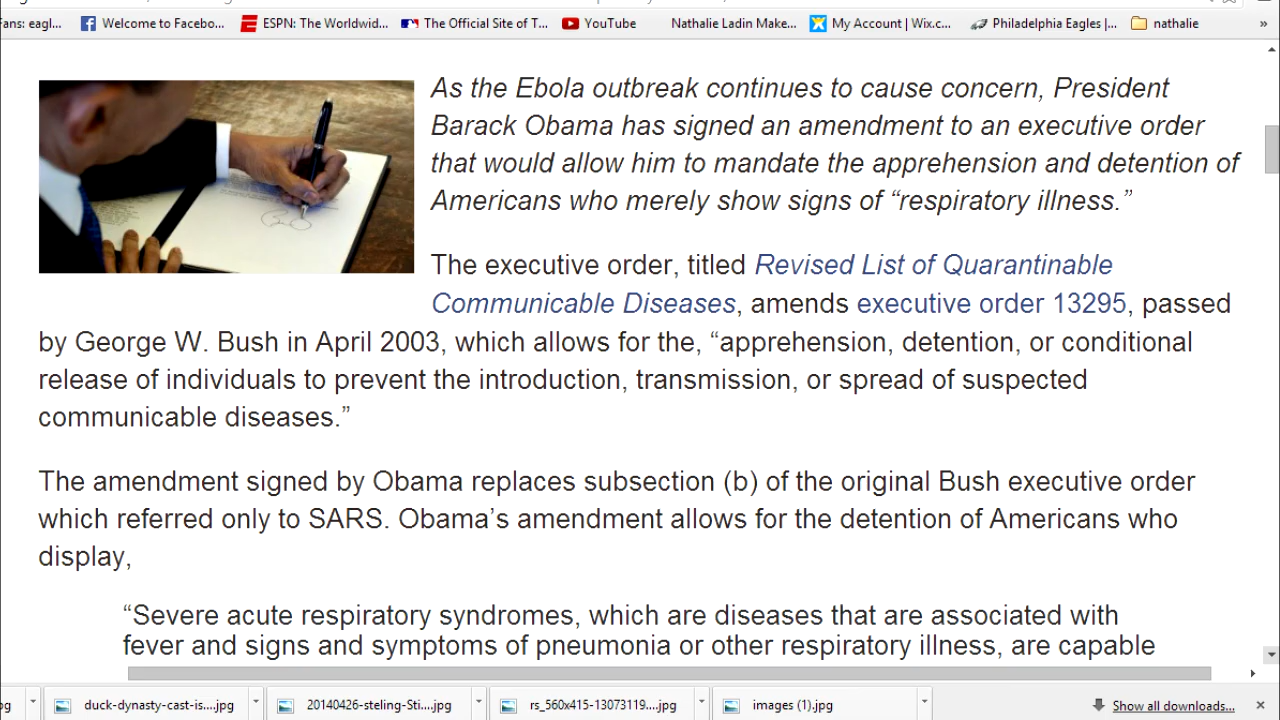 Fans: eagl...
Welcome to Facebo...
ESPN: The Worldwid...
The Official Site of T...
YouTube
Nathalie Ladin Make...
My Account | Wix.c...
Philadelphia Eagles |...
nathalie
»
As the Ebola outbreak continues to cause concern, President
Barack Obama has signed an amendment to an executive order
that would allow him to mandate the apprehension and detention of
Americans who merely show signs of “respiratory illness.”
The executive order, titled Revised List of Quarantinable
Communicable Diseases, amends executive order 13295, passed
by George W. Bush in April 2003, which allows for the, “apprehension, detention, or conditional
release of individuals to prevent the introduction, transmission, or spread of suspected
communicable diseases.”
The amendment signed by Obama replaces subsection (b) of the original Bush executive order
which referred only to SARS. Obama’s amendment allows for the detention of Americans who
display,
“Severe acute respiratory syndromes, which are diseases that are associated with
fever and signs and symptoms of pneumonia or other respiratory illness, are capable
pg
duck-dynasty-cast-is....jpg
20140426-steling-Sti....jpg
rs_560x415-13073119....jpg
images (1).jpg
Show all downloads...